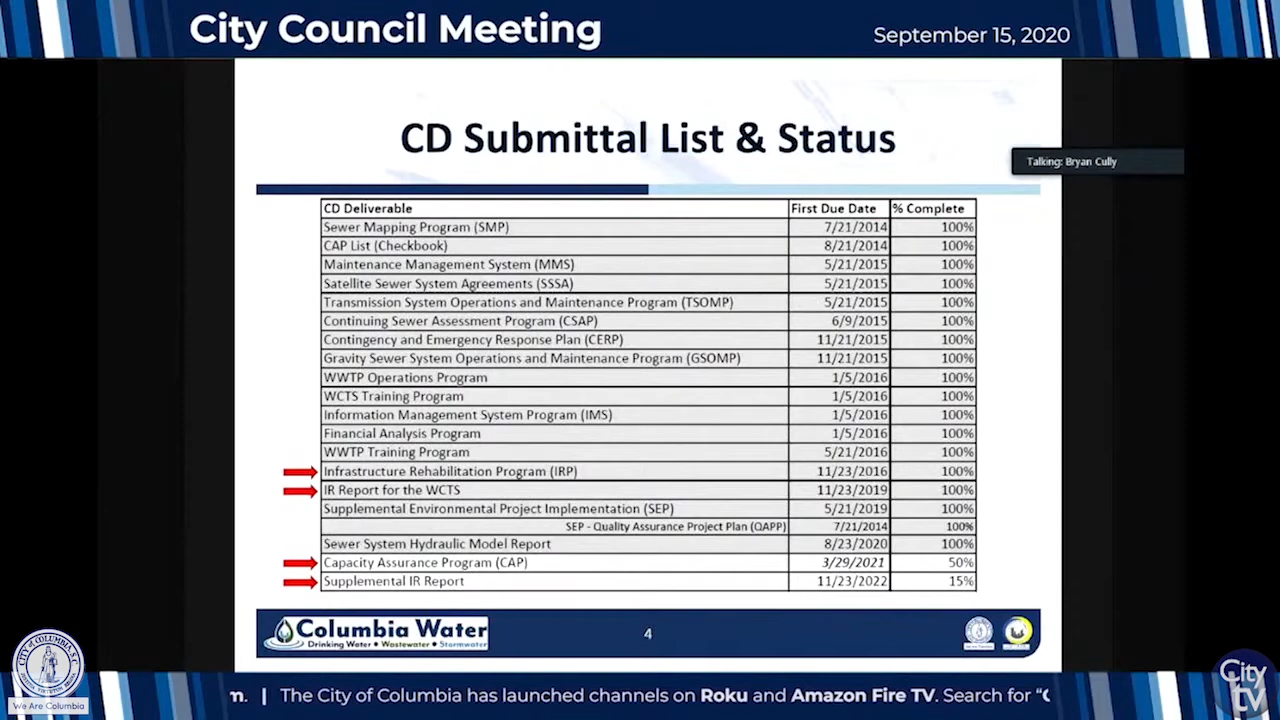 City Council Meeting
September 15, 2020
CD Submittal List & Status
Talking: Bryan Cully
CD Deliverable First Due Date % Complete
Sewer Mapping Program (SMP) 7/21/2014 100%
CAP List (Checkbook) 8/21/2014 100%
Maintenance Management System (MMS) 5/21/2015 100%
Satellite Sewer System Agreements (SSSA) 5/21/2015 100%
Transmission System Operations and Maintenance Program (TSOMP) 5/21/2015 100%
Continuing Sewer Assessment Program (CSAP) 6/9/2015 100%
Contingency and Emergency Response Plan (CERP) 11/21/2015 100%
Gravity Sewer System Operations and Maintenance Program (GSOMP) 11/21/2015 100%
WWTP Operations Program 1/5/2016 100%
WCTS Training Program 1/5/2016 100%
Information Management System Program (IMS) 1/5/2016 100%
Financial Analysis Program 1/5/2016 100%
WWTP Training Program 5/21/2016 100%
Infrastructure Rehabilitation Program (IRP) 11/23/2016 100%
IR Report for the WCTS 11/23/2019 100%
Supplemental Environmental Project Implementation (SEP) 5/21/2019 100%
SEP - Quality Assurance Project Plan (QAPP) 7/21/2014 100%
Sewer System Hydraulic Model Report 8/23/2020 100%
Capacity Assurance Program (CAP) 3/29/2021 50%
Supplemental IR Report 11/23/2022 15%
Columbia Water
Drinking Water • Wastewater • Stormwater
4
We Are Columbia
m. | The City of Columbia has launched channels on Roku and Amazon Fire TV. Search for “C
City
tv